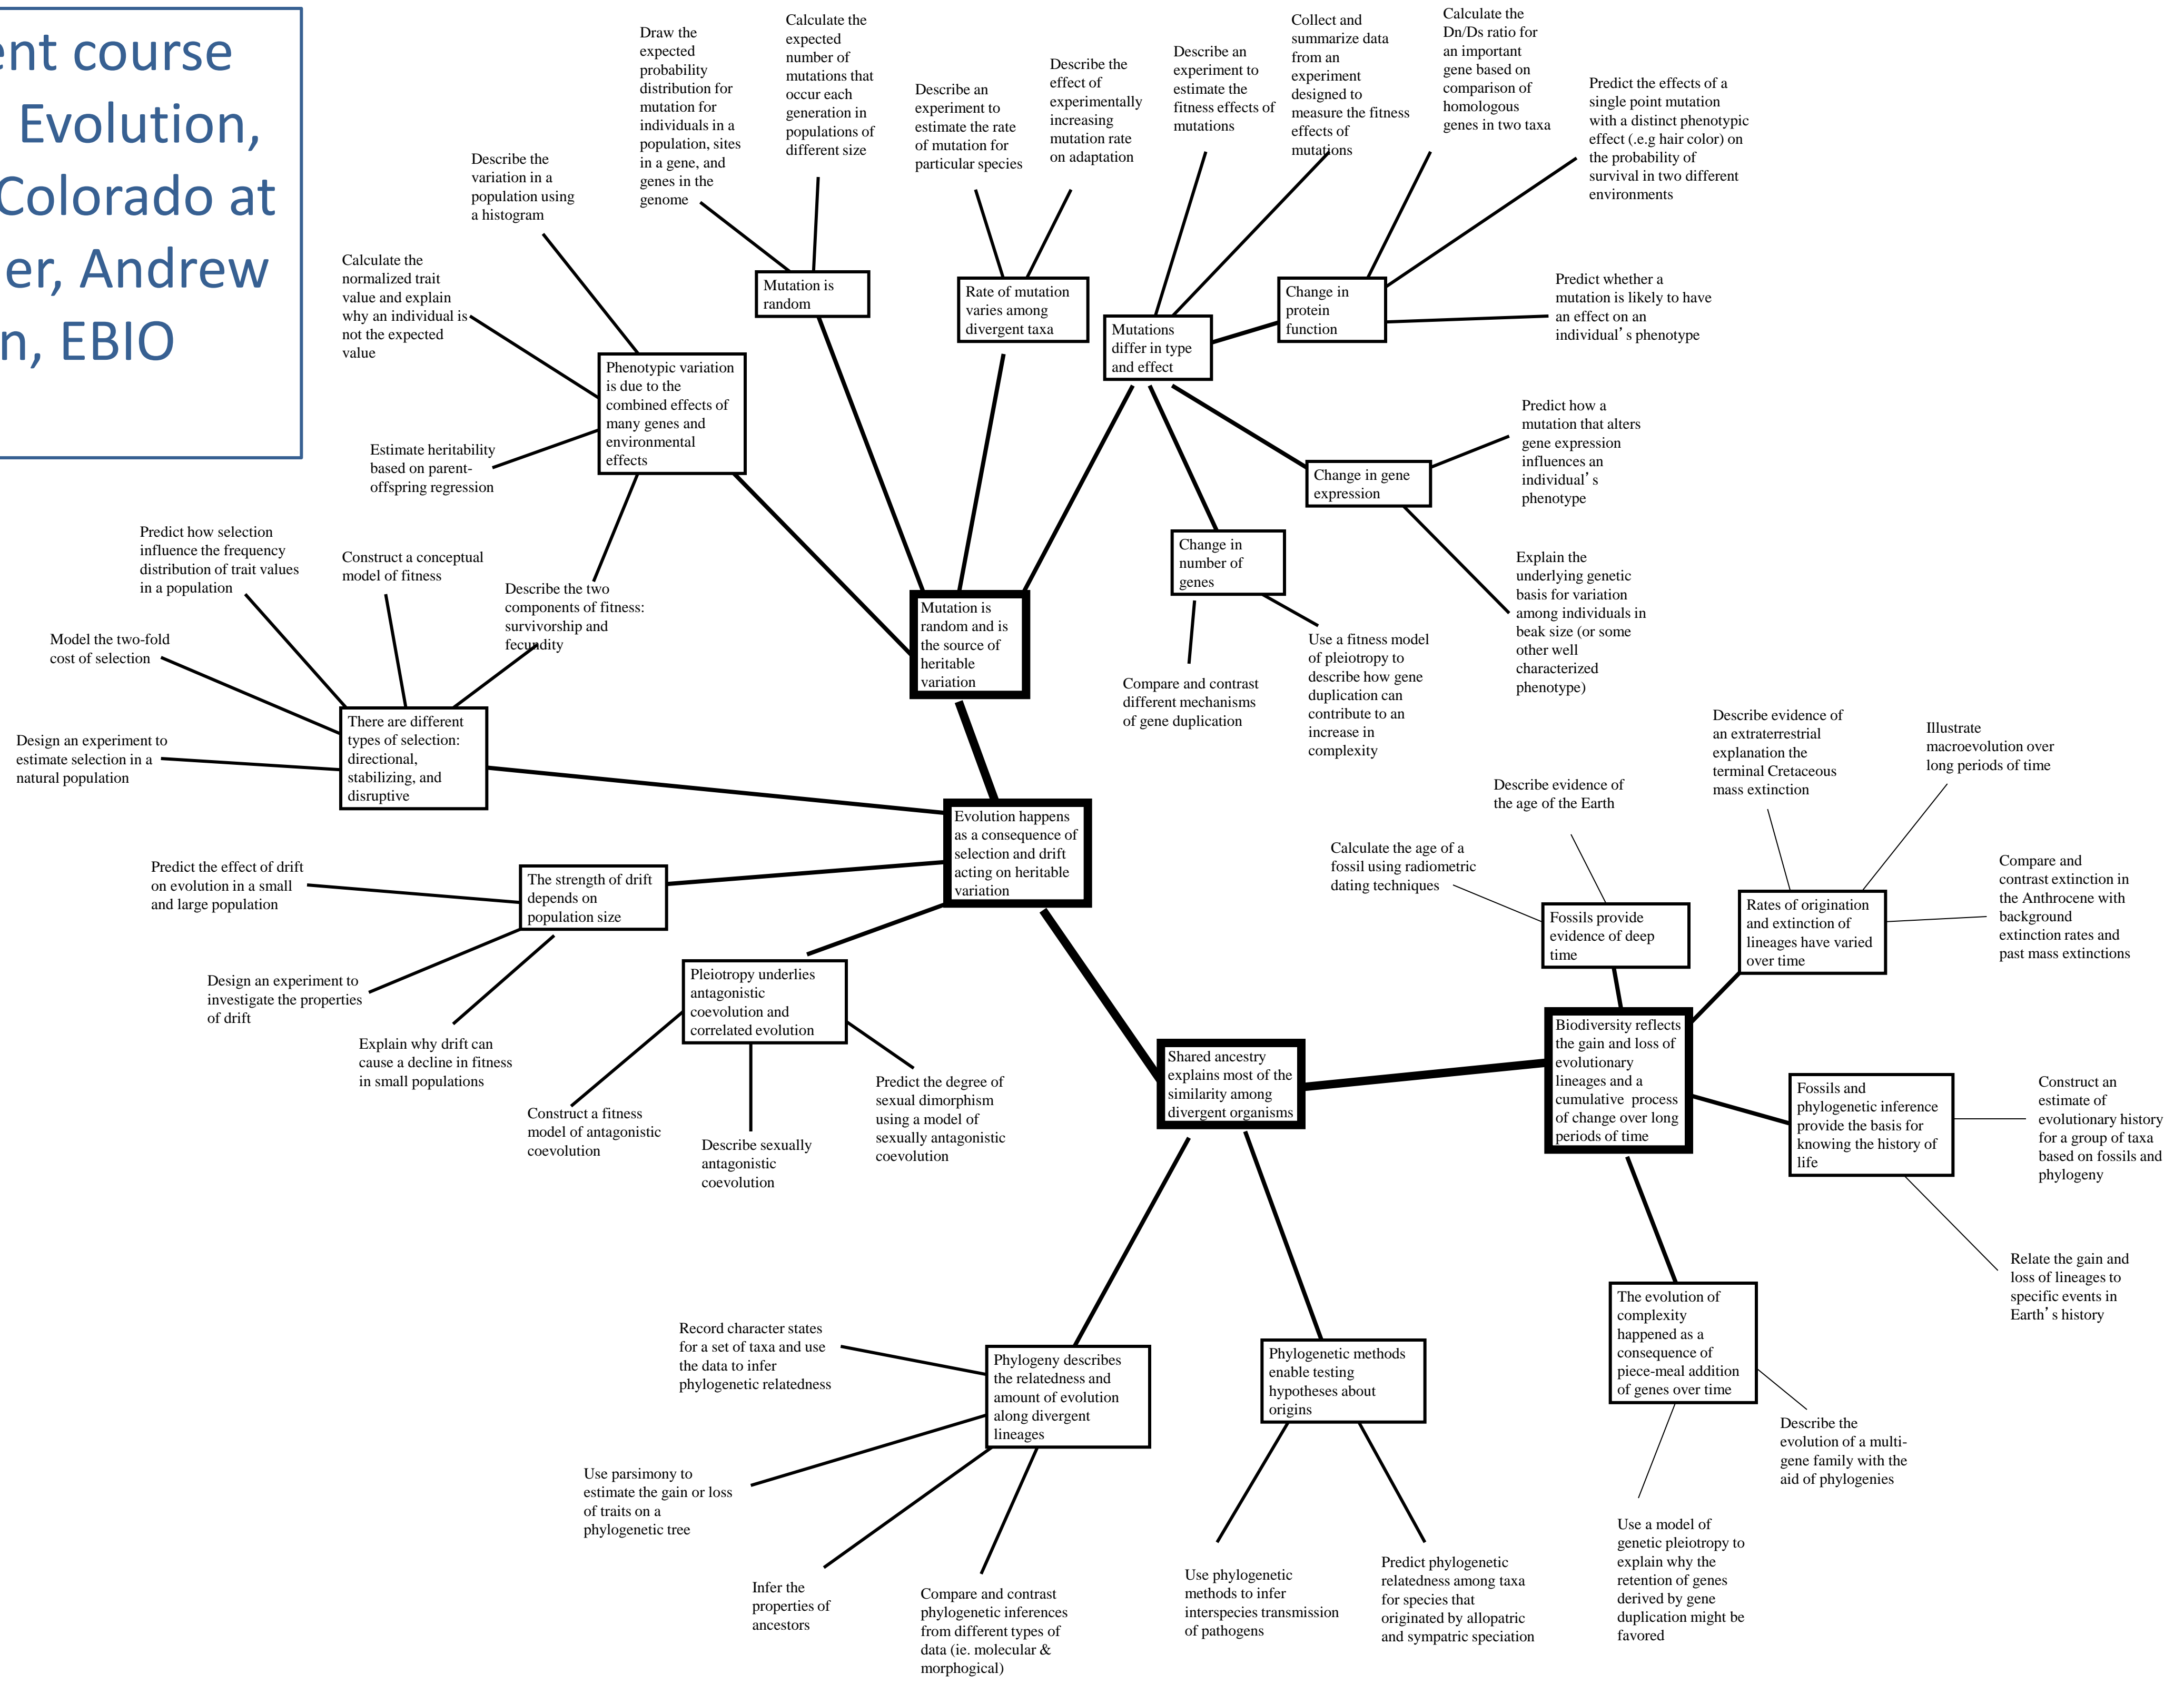 ent course
Evolution,
Colorado at
er, Andrew
n, EBIO
Draw the
expected
probability
distribution for
mutation for
individuals in a
population, sites
in a gene, and
genes in the
genome
Calculate the
expected
number of
mutations that
occur each
generation in
populations of
different size
Describe an
experiment to
estimate the rate
of mutation for
particular species
Describe the
effect of
experimentally
increasing
mutation rate
on adaptation
Describe an
experiment to
estimate the
fitness effects of
mutations
Collect and
summarize data
from an
experiment
designed to
measure the fitness
effects of
mutations
Calculate the
Dn/Ds ratio for
an important
gene based on
comparison of
homologous
genes in two taxa
Predict the effects of a
single point mutation
with a distinct phenotypic
effect (.e.g hair color) on
the probability of
survival in two different
environments
Describe the
variation in a
population using
a histogram
Calculate the
normalized trait
value and explain
why an individual is
not the expected
value
Mutation is
random
Rate of mutation
varies among
divergent taxa
Mutations
differ in type
and effect
Change in
protein
function
Predict whether a
mutation is likely to have
an effect on an
individual’s phenotype
Phenotypic variation
is due to the
combined effects of
many genes and
environmental
effects
Estimate heritability
based on parent-
offspring regression
Predict how a
mutation that alters
gene expression
influences an
individual’s
phenotype
Change in gene
expression
Change in
number of
genes
Explain the
underlying genetic
basis for variation
among individuals in
beak size (or some
other well
characterized
phenotype)
Predict how selection
influence the frequency
distribution of trait values
in a population
Construct a conceptual
model of fitness
Describe the two
components of fitness:
survivorship and
fecundity
Model the two-fold
cost of selection
Design an experiment to
estimate selection in a
natural population
There are different
types of selection:
directional,
stabilizing, and
disruptive
Mutation is
random and is
the source of
heritable
variation
Compare and contrast
different mechanisms
of gene duplication
Use a fitness model
of pleiotropy to
describe how gene
duplication can
contribute to an
increase in
complexity
Evolution happens
as a consequence of
selection and drift
acting on heritable
variation
Predict the effect of drift
on evolution in a small
and large population
The strength of drift
depends on
population size
Design an experiment to
investigate the properties
of drift
Explain why drift can
cause a decline in fitness
in small populations
Pleiotropy underlies
antagonistic
coevolution and
correlated evolution
Construct a fitness
model of antagonistic
coevolution
Describe sexually
antagonistic
coevolution
Predict the degree of
sexual dimorphism
using a model of
sexually antagonistic
coevolution
Describe evidence of
the age of the Earth
Calculate the age of a
fossil using radiometric
dating techniques
Describe evidence of
an extraterrestrial
explanation the
terminal Cretaceous
mass extinction
Illustrate
macroevolution over
long periods of time
Compare and
contrast extinction in
the Anthrocene with
background
extinction rates and
past mass extinctions
Fossils provide
evidence of deep
time
Rates of origination
and extinction of
lineages have varied
over time
Shared ancestry
explains most of the
similarity among
divergent organisms
Biodiversity reflects
the gain and loss of
evolutionary
lineages and a
cumulative process
of change over long
periods of time
Fossils and
phylogenetic inference
provide the basis for
knowing the history of
life
Construct an
estimate of
evolutionary history
for a group of taxa
based on fossils and
phylogeny
Relate the gain and
loss of lineages to
specific events in
Earth’s history
The evolution of
complexity
happened as a
consequence of
piece-meal addition
of genes over time
Describe the
evolution of a multi-
gene family with the
aid of phylogenies
Use a model of
genetic pleiotropy to
explain why the
retention of genes
derived by gene
duplication might be
favored
Record character states
for a set of taxa and use
the data to infer
phylogenetic relatedness
Phylogeny describes
the relatedness and
amount of evolution
along divergent
lineages
Phylogenetic methods
enable testing
hypotheses about
origins
Use parsimony to
estimate the gain or loss
of traits on a
phylogenetic tree
Infer the
properties of
ancestors
Compare and contrast
phylogenetic inferences
from different types of
data (ie. molecular &
morphogical)
Use phylogenetic
methods to infer
interspecies transmission
of pathogens
Predict phylogenetic
relatedness among taxa
for species that
originated by allopatric
and sympatric speciation